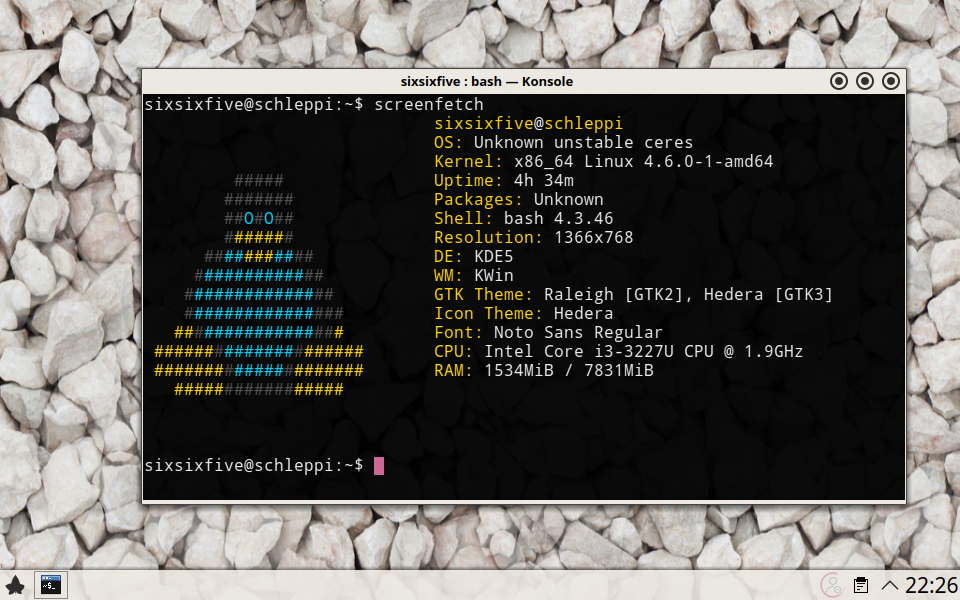 sixsixfive : bash — Konsole
sixsixfive@schleppi:~$ screenfetch
sixsixfive@schleppi
OS: Unknown unstable ceres
Kernel: x86_64 Linux 4.6.0-1-amd64
##### Uptime: 4h 34m
####### Packages: Unknown
##O#O## Shell: bash 4.3.46
####### Resolution: 1366x768
########### DE: KDE5
############# WM: KWin
############### GTK Theme: Raleigh [GTK2], Hedera [GTK3]
################ Icon Theme: Hedera
################# Font: Noto Sans Regular
##################### CPU: Intel Core i3-3227U CPU @ 1.9GHz
##################### RAM: 1534MiB / 7831MiB
#################
sixsixfive@schleppi:~$
22:26